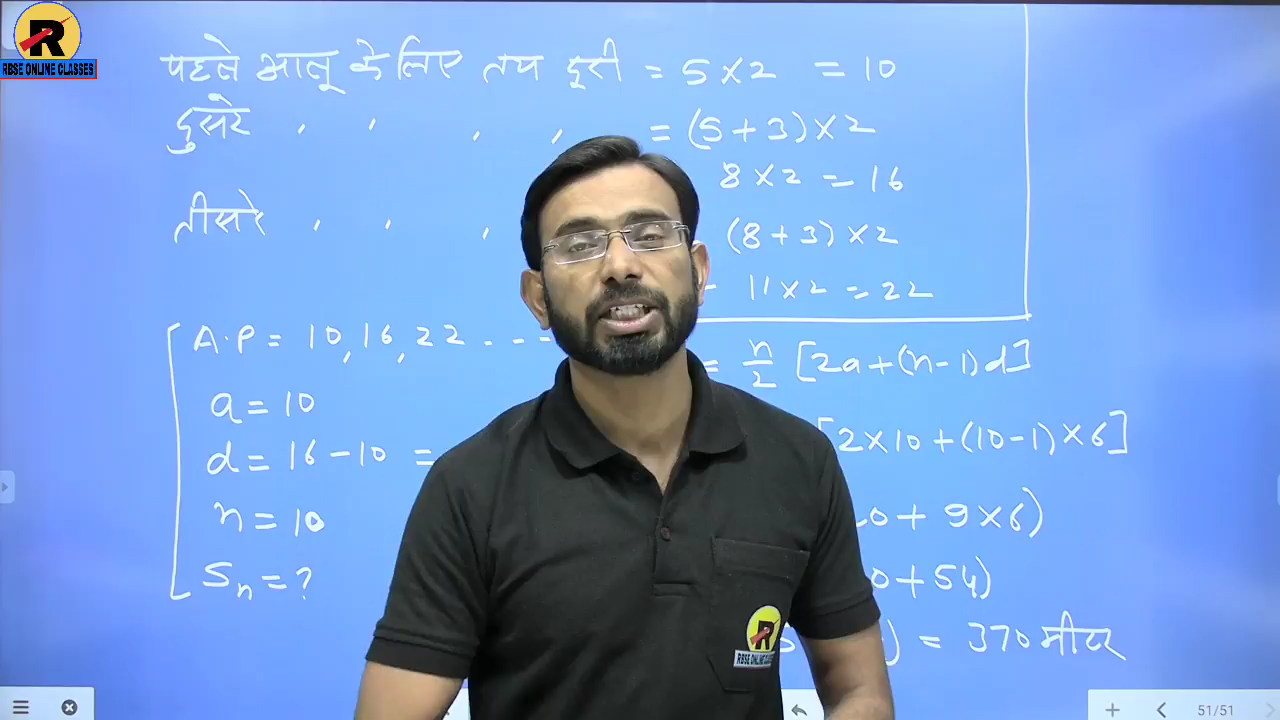 R
RBSE ONLINE CLASSES
पहले आलू के लिए तय दूरी = 5 × 2 = 10
दुसरे , , , , = (5 + 3) × 2
8 × 2 = 16
तीसरे , , , (8 + 3) × 2
11 × 2 = 22
A.P = 10, 16, 22 - - -
= n/2 [2a + (n - 1) d]
a = 10
[2 × 10 + (10 - 1) × 6]
d = 16 - 10 =
n = 10
0 + 9 × 6)
Sn = ?
0 + 54)
) = 370 मीटर
R
RBSE ONLINE CLASSES
51/51